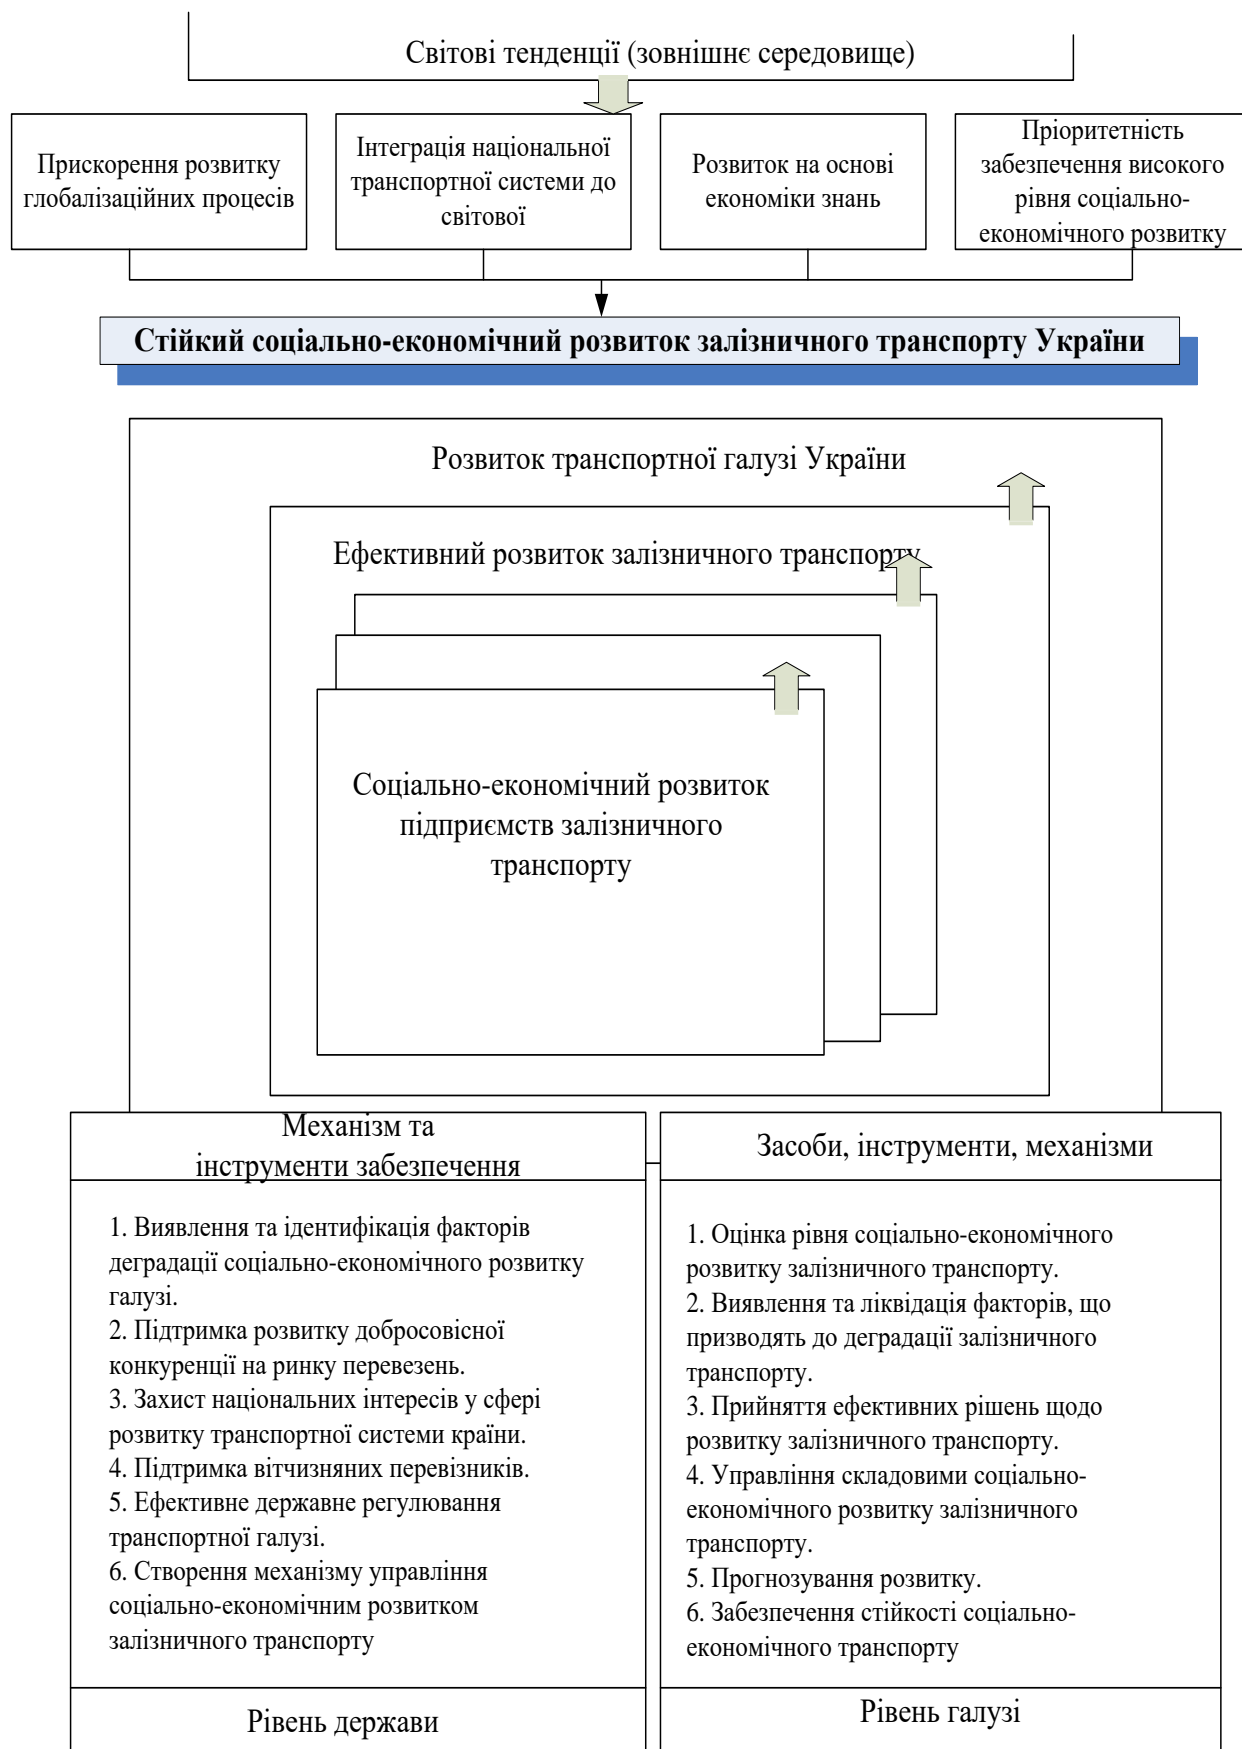 Світові тенденції (зовнішнє середовище)
Прискорення розвитку
глобалізаційних процесів
Інтеграція національної
транспортної системи до
світової
Розвиток на основі
економіки знань
Пріоритетність
забезпечення високого
рівня соціально-
економічного розвитку
Стійкий соціально-економічний розвиток залізничного транспорту України
Розвиток транспортної галузі України
Ефективний розвиток залізничного транспорту
Соціально-економічний розвиток
підприємств залізничного
транспорту
Механізм та
інструменти забезпечення
1. Виявлення та ідентифікація факторів
деградації соціально-економічного розвитку
галузі.
2. Підтримка розвитку добросовісної
конкуренції на ринку перевезень.
3. Захист національних інтересів у сфері
розвитку транспортної системи країни.
4. Підтримка вітчизняних перевізників.
5. Ефективне державне регулювання
транспортної галузі.
6. Створення механізму управління
соціально-економічним розвитком
залізничного транспорту
Рівень держави
Засоби, інструменти, механізми
1. Оцінка рівня соціально-економічного
розвитку залізничного транспорту.
2. Виявлення та ліквідація факторів, що
призводять до деградації залізничного
транспорту.
3. Прийняття ефективних рішень щодо
розвитку залізничного транспорту.
4. Управління складовими соціально-
економічного розвитку залізничного
транспорту.
5. Прогнозування розвитку.
6. Забезпечення стійкості соціально-
економічного транспорту
Рівень галузі